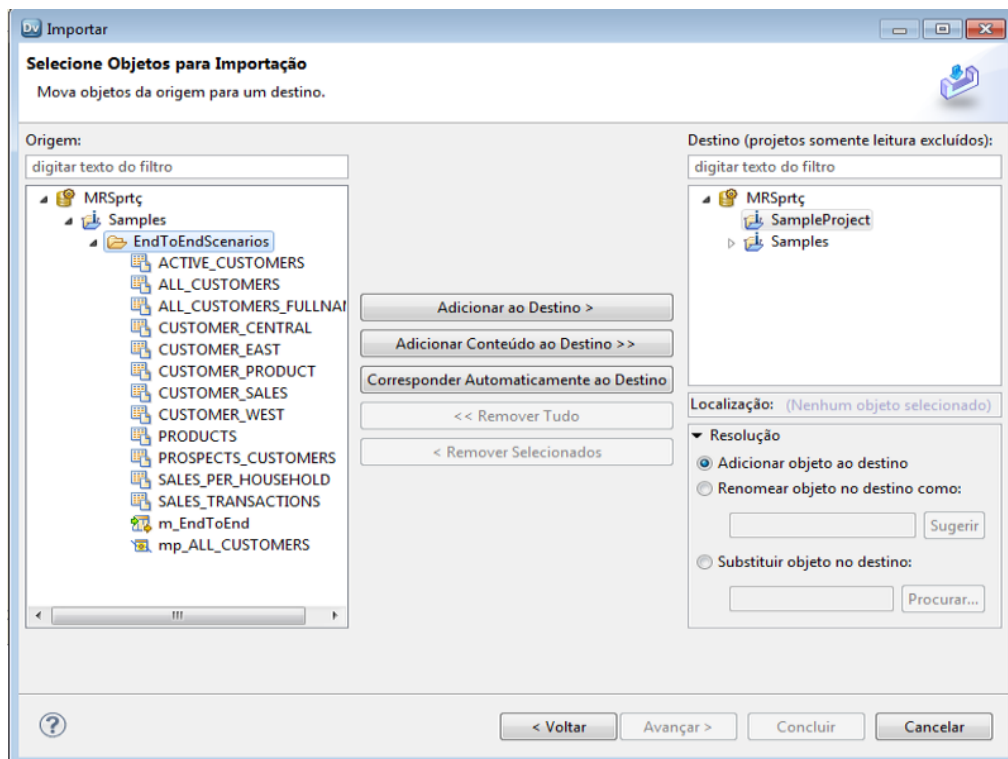 Dv Importar
Selecione Objetos para Importação
Mova objetos da origem para um destino.
Origem:
digitar texto do filtro
MRSprtç
Samples
EndToEndScenarios
ACTIVE_CUSTOMERS
ALL_CUSTOMERS
ALL_CUSTOMERS_FULLNAM
CUSTOMER_CENTRAL
CUSTOMER_EAST
CUSTOMER_PRODUCT
CUSTOMER_SALES
CUSTOMER_WEST
PRODUCTS
PROSPECTS_CUSTOMERS
SALES_PER_HOUSEHOLD
SALES_TRANSACTIONS
m_EndToEnd
mp_ALL_CUSTOMERS
Adicionar ao Destino >
Adicionar Conteúdo ao Destino >>
Corresponder Automaticamente ao Destino
<< Remover Tudo
< Remover Selecionados
Destino (projetos somente leitura excluídos):
digitar texto do filtro
MRSprtç
SampleProject
Samples
Localização: (Nenhum objeto selecionado)
Resolução
Adicionar objeto ao destino
Renomear objeto no destino como:
Sugerir
Substituir objeto no destino:
Procurar...
?
< Voltar
Avançar >
Concluir
Cancelar